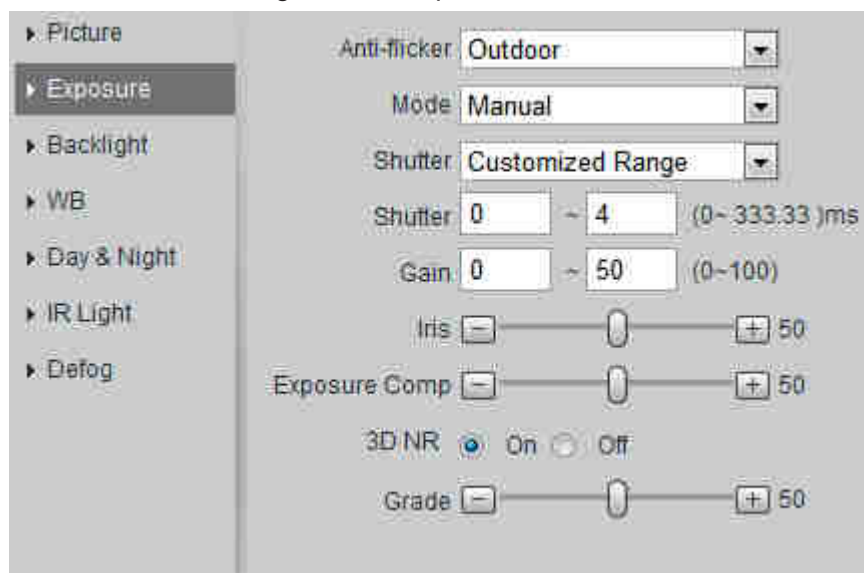 Picture
Exposure
Backlight
WB
Day & Night
IR Light
Defog
Anti-flicker Outdoor
Mode Manual
Shutter Customized Range
Shutter 0 ~ 4 (0~ 333.33 )ms
Gain 0 ~ 50 (0~100)
Iris - + 50
Exposure Comp - + 50
3D NR On Off
Grade - + 50